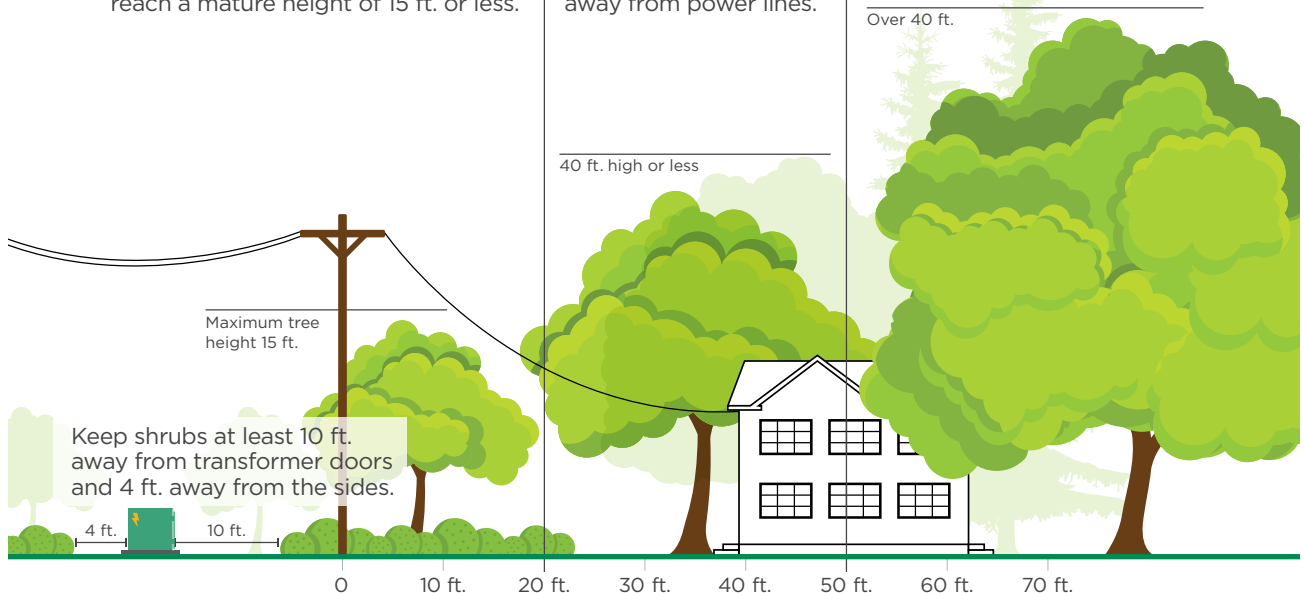 reach a mature height of 15 ft. or less.
away from power lines.
Over 40 ft.
40 ft. high or less
Maximum tree
height 15 ft.
Keep shrubs at least 10 ft.
away from transformer doors
and 4 ft. away from the sides.
4 ft.
10 ft.
0
10 ft.
20 ft.
30 ft.
40 ft.
50 ft.
60 ft.
70 ft.